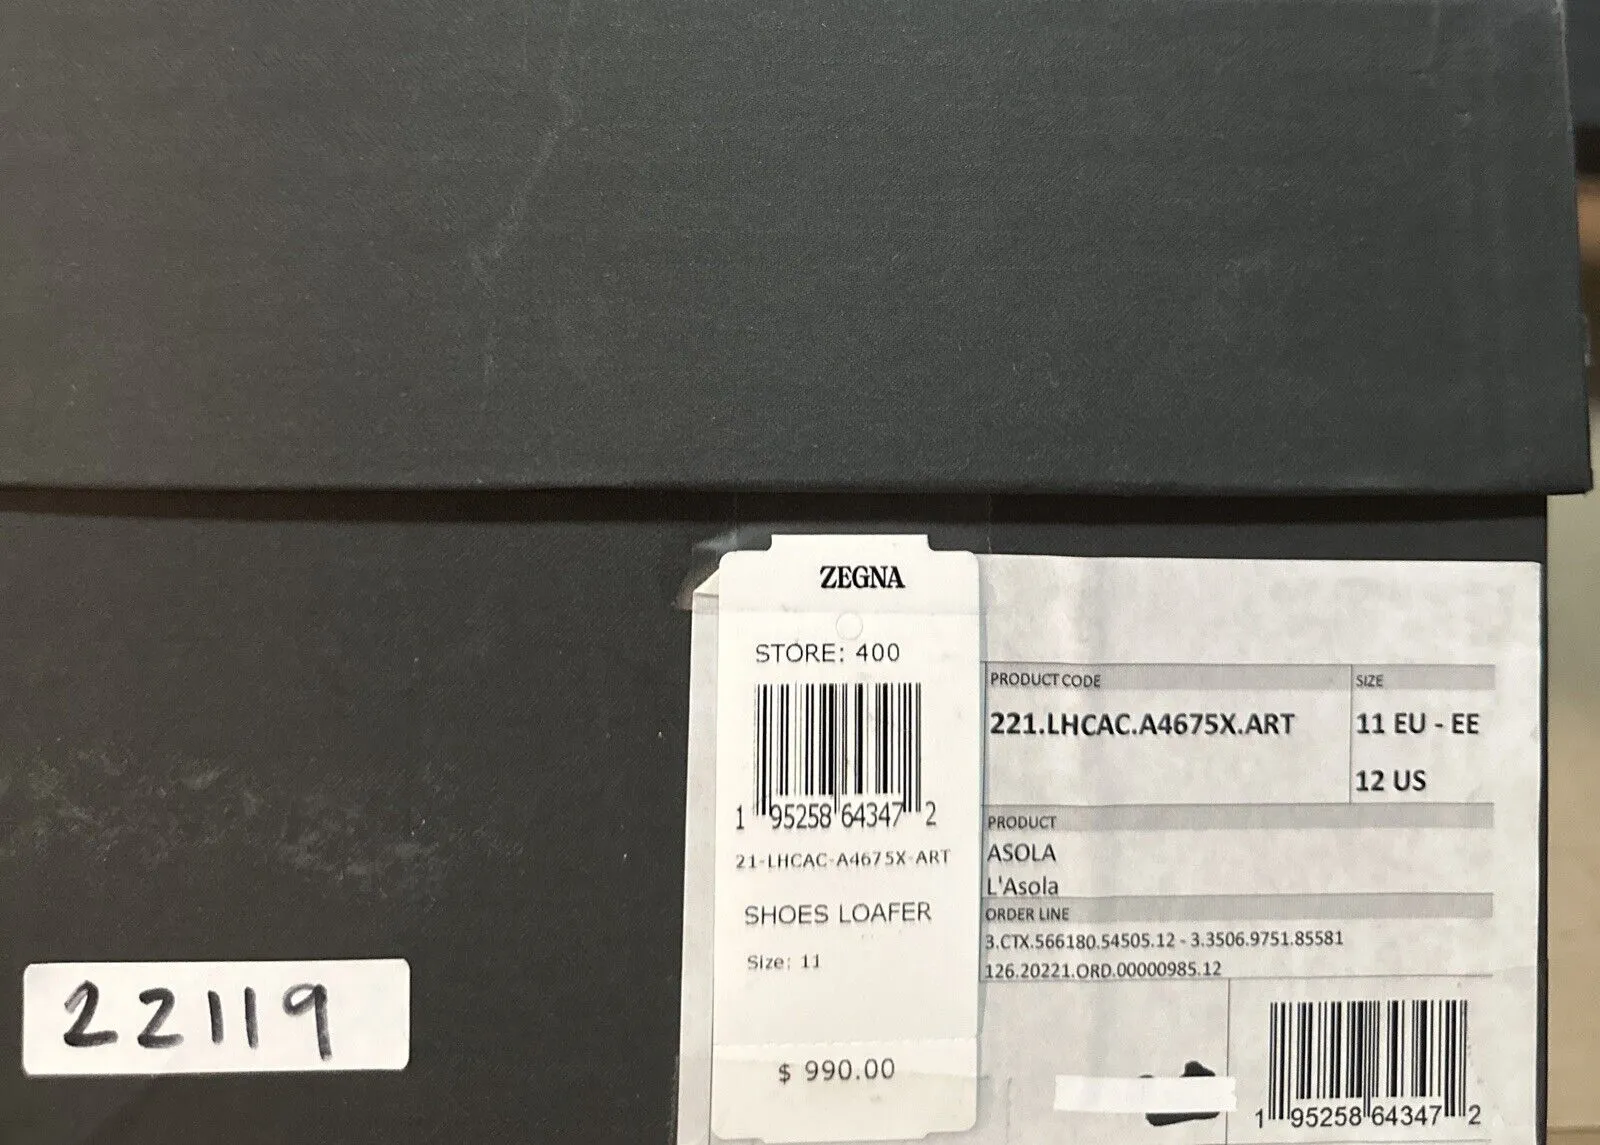 ZEGNA
STORE: 400
1 95258 64347 2
21-LHCAC-A4675X-ART
SHOES LOAFER
Size: 11
$ 990.00
PRODUCT CODE
221.LHCAC.A4675X.ART
SIZE
11 EU - EE
12 US
PRODUCT
ASOLA
L'Asola
ORDER LINE
3.CTX.566180.54505.12 - 3.3506.9751.85581
126.20221.ORD.00000985.12
1 95258 64347 2
22119